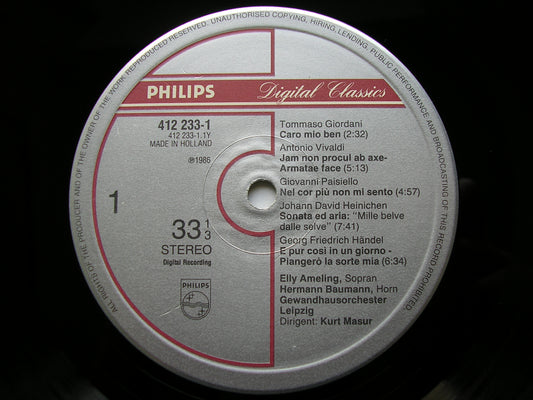 ALL RIGHTS OF THE PRODUCER AND OF THE OWNER OF THE WORK REPRODUCED RESERVED. UNAUTHORISED COPYING, HIRING, LENDING, PUBLIC PERFORMANCE AND BROADCASTING OF THIS RECORD PROHIBITED.
PHILIPS Digital Classics
412 233-1
412 233-1.1Y
MADE IN HOLLAND
℗1986
1
33 1/3
STEREO
Digital Recording
PHILIPS
Tommaso Giordani
Caro mio ben (2:32)
Antonio Vivaldi
Jam non procul ab axe-
Armatae face (5:13)
Giovanni Paisiello
Nel cor più non mi sento (4:57)
Johann David Heinichen
Sonata ed aria: "Mille belve
dalle selve" (7:41)
Georg Friedrich Händel
E pur cosi in un giorno -
Piangerò la sorte mia (6:34)
Elly Ameling, Sopran
Hermann Baumann, Horn
Gewandhausorchester
Leipzig
Dirigent: Kurt Masur